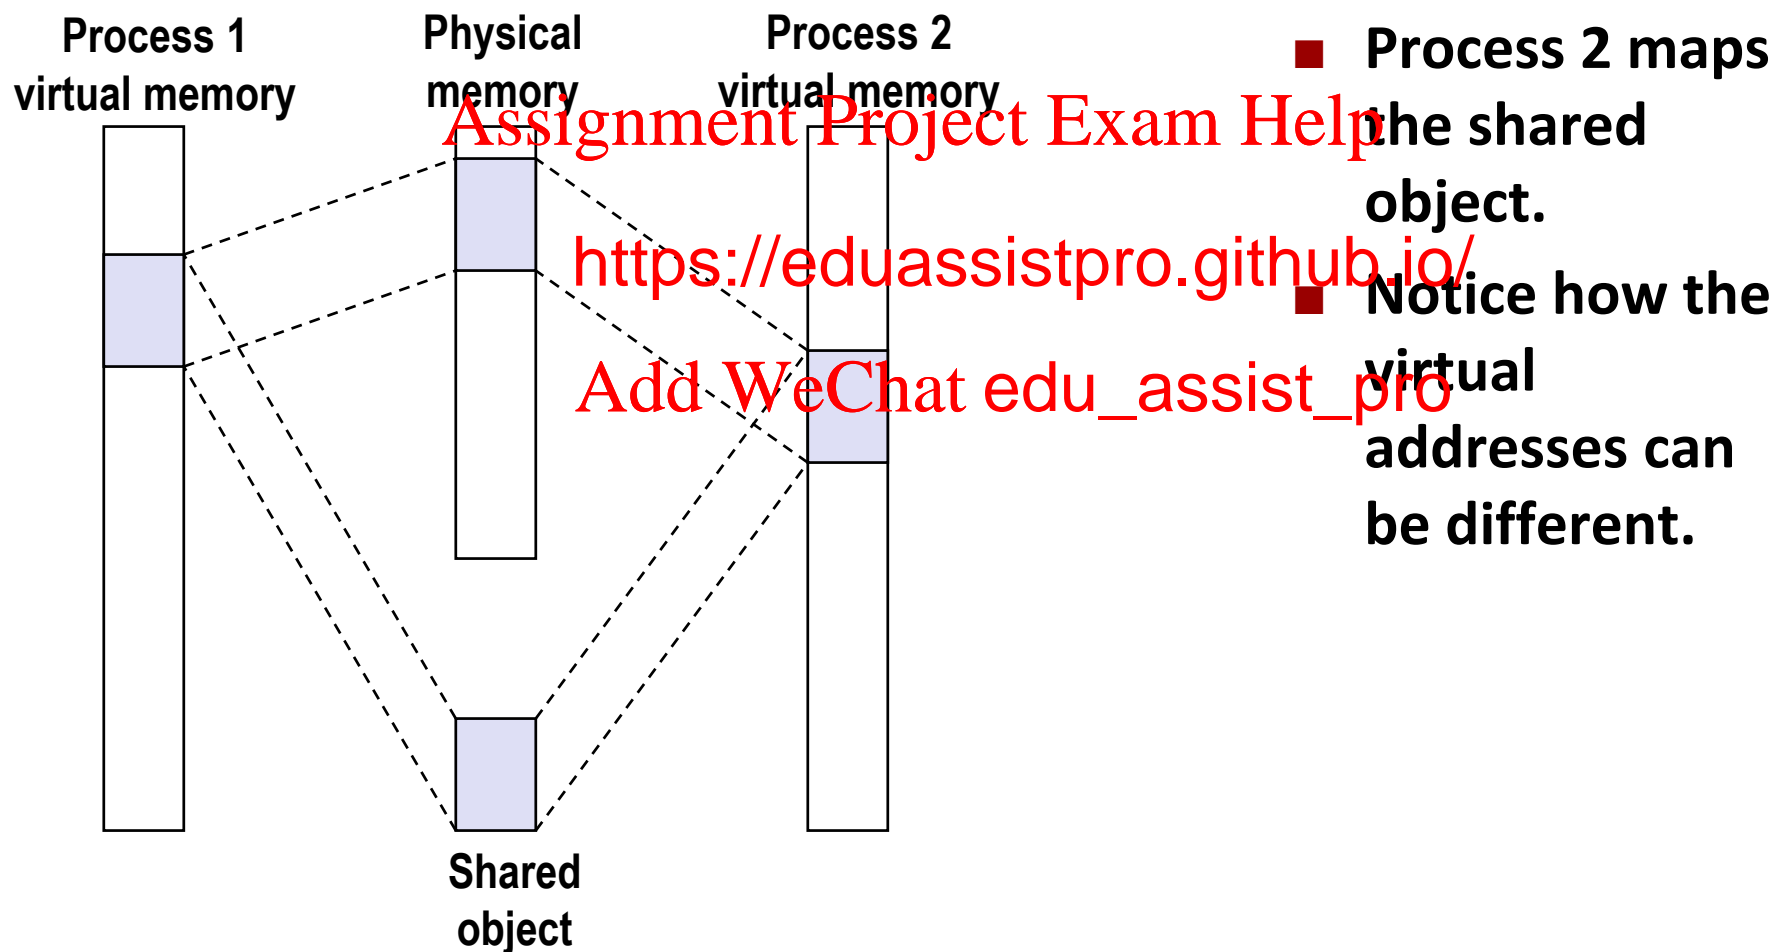 Process 1
virtual memory
Physical
memory
Process 2
virtual memory
■ Process 2 maps
the shared
object.
■ Notice how the
virtual
addresses can
be different.
Assignment Project Exam Help
https://eduassistpro.github.io/
Add WeChat edu_assist_pro
Shared
object